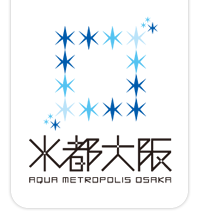 水都大阪
AQUA METROPOLIS OSAKA